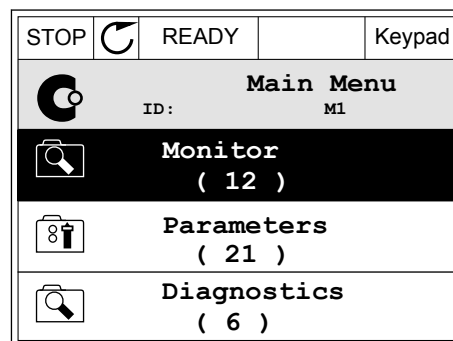 STOP READY Keypad
Main Menu
ID: M1
Monitor
( 12 )
Parameters
( 21 )
Diagnostics
( 6 )